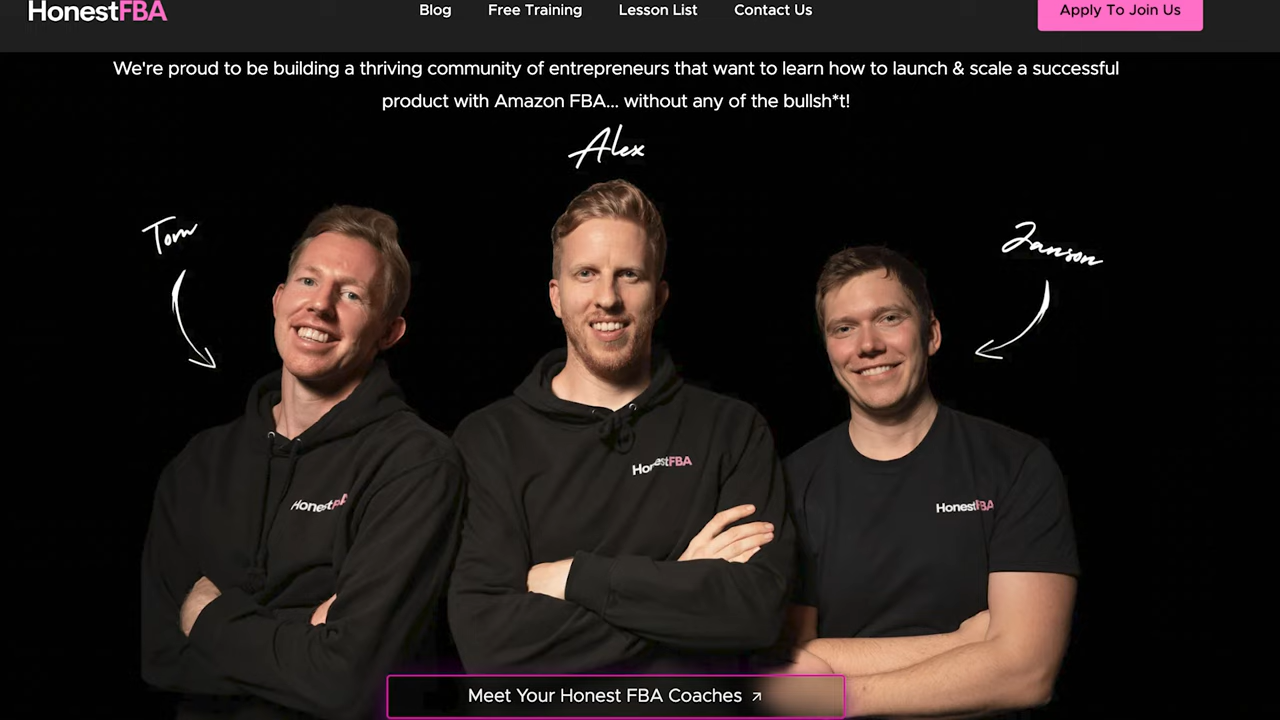 HonestFBA
Blog
Free Training
Lesson List
Contact Us
Apply To Join Us
We're proud to be building a thriving community of entrepreneurs that want to learn how to launch & scale a successful
product with Amazon FBA... without any of the bullsh*t!
Alex
Tom
Janson
HonestFBA
HonestFBA
HonestFBA
Meet Your Honest FBA Coaches ↗